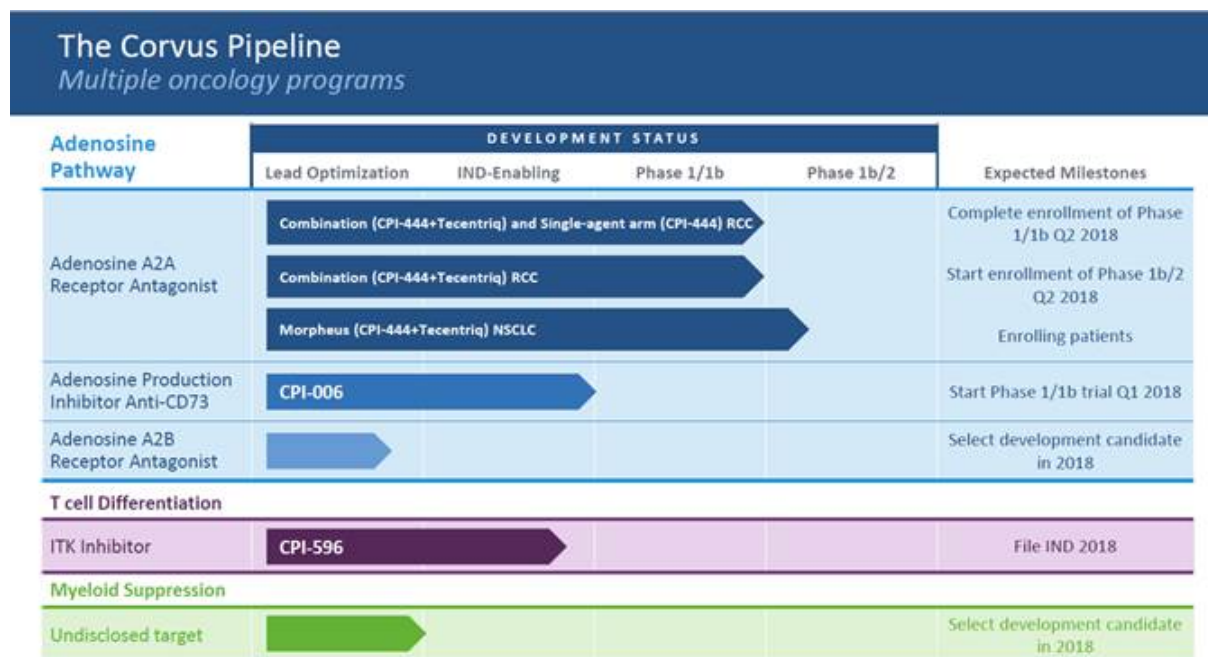 The Corvus Pipeline
Multiple oncology programs
Adenosine
Pathway
DEVELOPMENT STATUS
Lead Optimization
IND-Enabling
Phase 1/1b
Phase 1b/2
Expected Milestones
Adenosine A2A
Receptor Antagonist
Combination (CPI-444+Tecentriq) and Single-agent arm (CPI-444) RCC
Complete enrollment of Phase
1/1b Q2 2018
Combination (CPI-444+Tecentriq) RCC
Start enrollment of Phase 1b/2
Q2 2018
Morpheus (CPI-444+Tecentriq) NSCLC
Enrolling patients
Adenosine Production
Inhibitor Anti-CD73
CPI-006
Start Phase 1/1b trial Q1 2018
Adenosine A2B
Receptor Antagonist
Select development candidate
in 2018
T cell Differentiation
ITK Inhibitor
CPI-596
File IND 2018
Myeloid Suppression
Undisclosed target
Select development candidate
in 2018